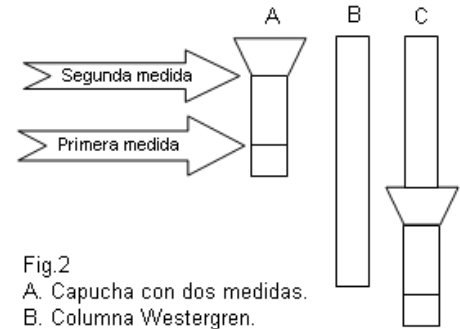 A
B
C
Segunda medida
Primera medida
Fig.2
A. Capucha con dos medidas.
B. Columna Westergren.